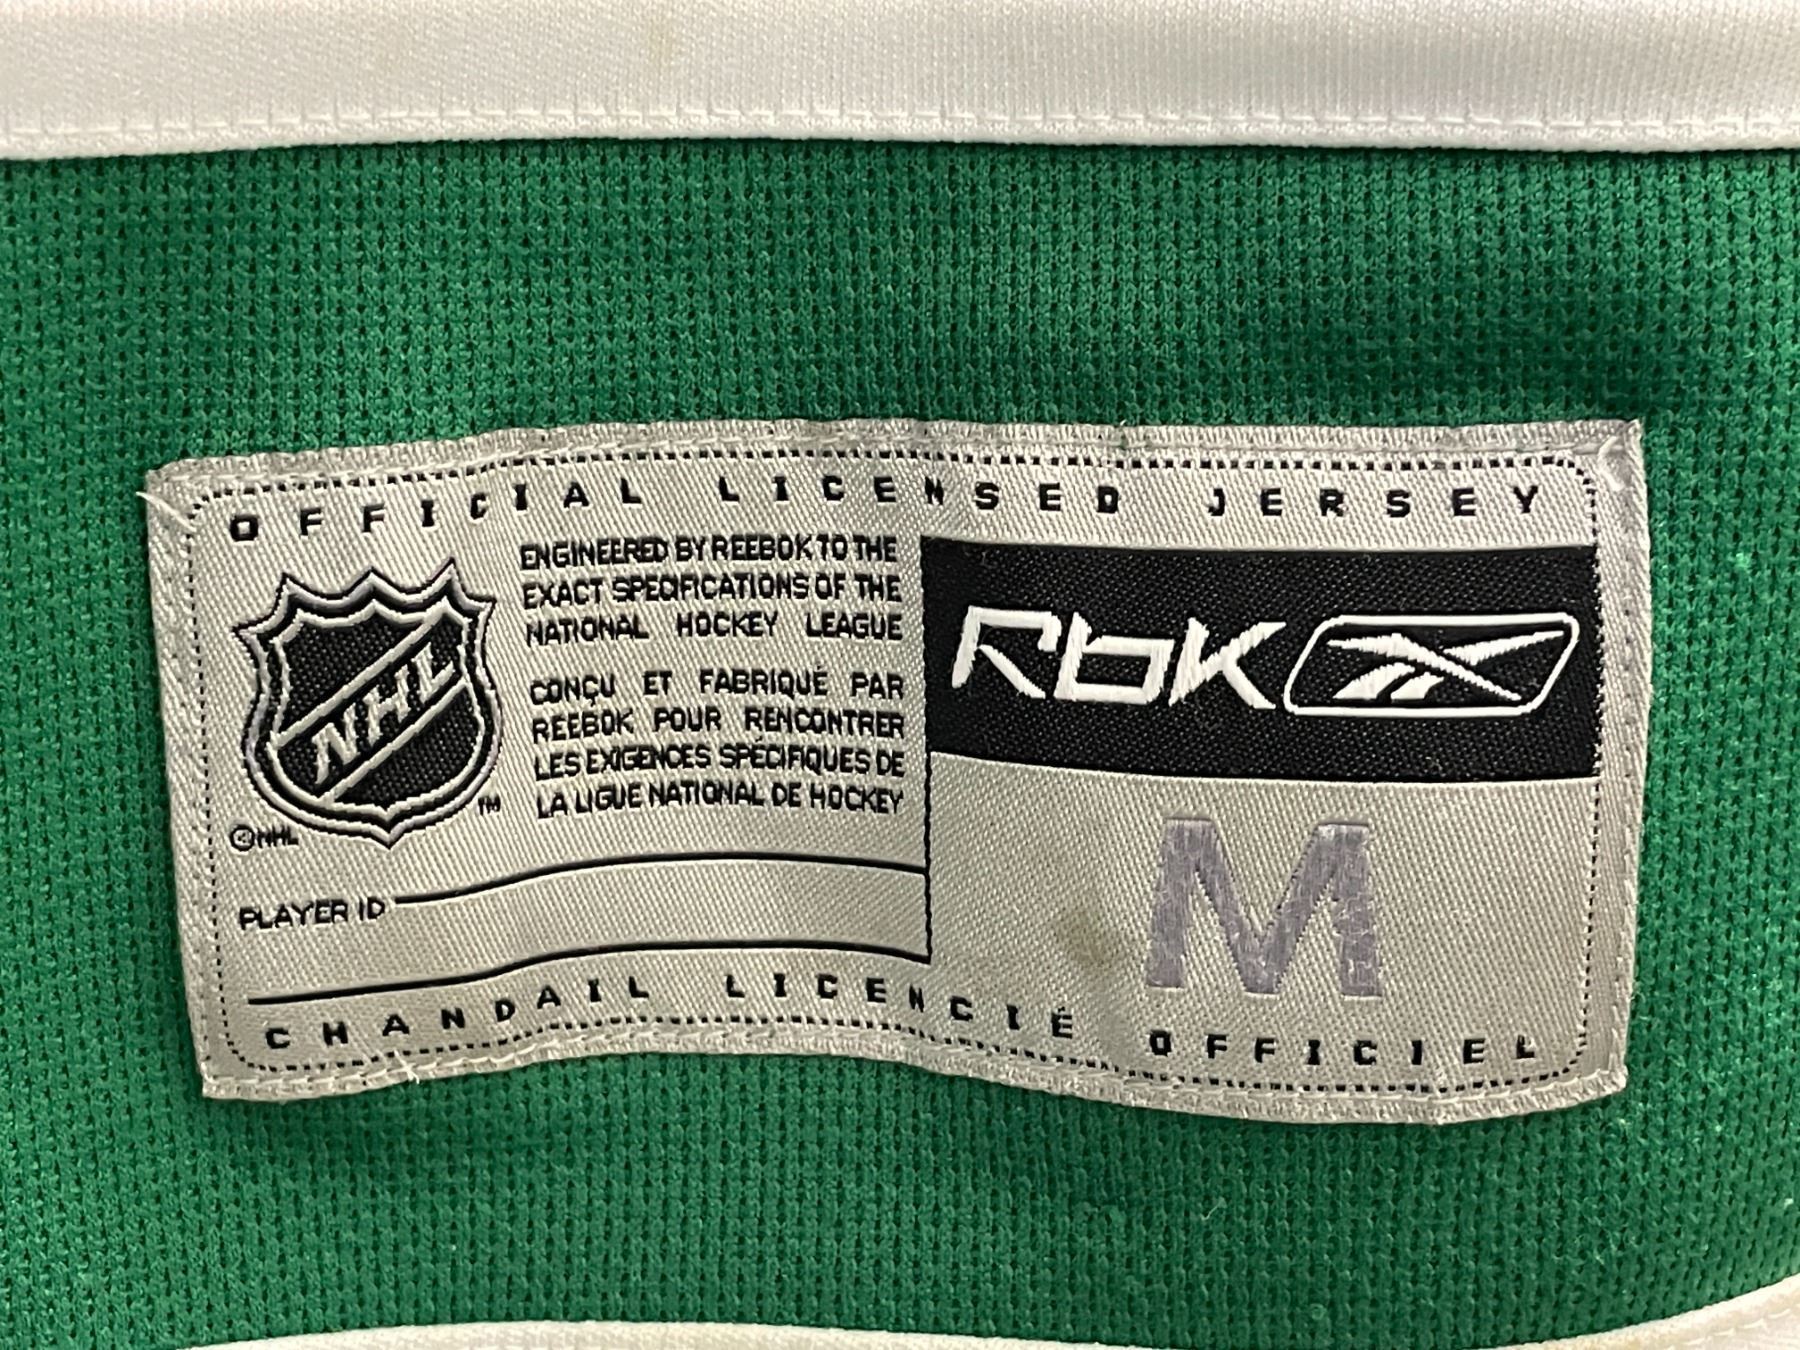 OFFICIAL LICENSED JERSEY
ENGINEERED BY REEBOK TO THE
EXACT SPECIFICATIONS OF THE
NATIONAL HOCKEY LEAGUE
CONÇU ET FABRIQUÉ PAR
REEBOK POUR RENCONTRER
LES EXIGENCES SPÉCIFIQUES DE
LA LIGUE NATIONAL DE HOCKEY
NHL
TM
©NHL
PLAYER ID
Rbk
M
CHANDAIL LICENCIÉ OFFICIEL